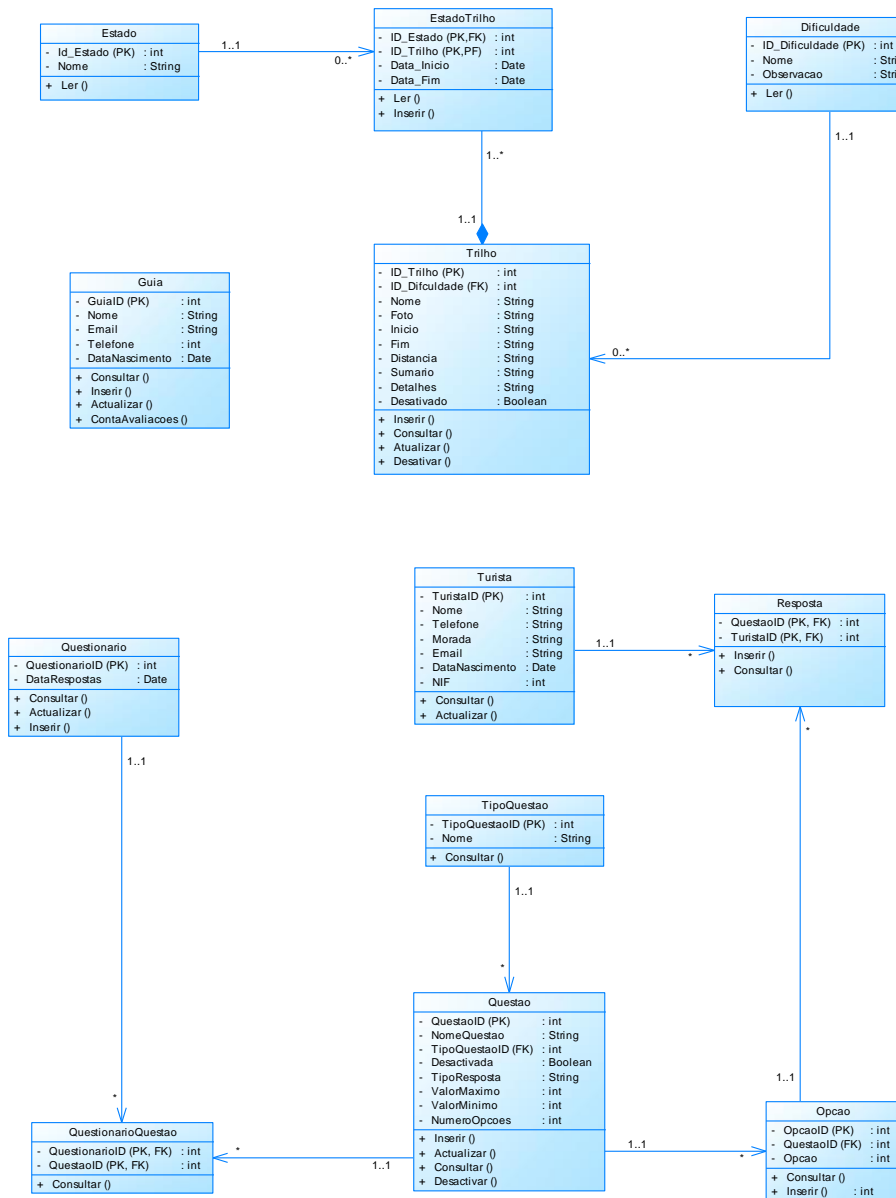 Estado
- Id_Estado (PK) : int
- Nome : String
+ Ler ()
1..1
0..*
EstadoTrilho
- ID_Estado (PK,FK) : int
- ID_Trilho (PK,PF) : int
- Data_Inicio : Date
- Data_Fim : Date
+ Ler ()
+ Inserir ()
Dificuldade
- ID_Dificuldade (PK) : int
- Nome : Stri
- Observacao : Stri
+ Ler ()
1..1
1..*
1..1
Guia
- GuiaID (PK) : int
- Nome : String
- Email : String
- Telefone : int
- DataNascimento : Date
+ Consultar ()
+ Inserir ()
+ Actualizar ()
+ ContaAvaliacoes ()
Trilho
- ID_Trilho (PK) : int
- ID_Difculdade (FK) : int
- Nome : String
- Foto : String
- Inicio : String
- Fim : String
- Distancia : String
- Sumario : String
- Detalhes : String
- Desativado : Boolean
+ Inserir ()
+ Consultar ()
+ Atualizar ()
+ Desativar ()
0..*
Turista
- TuristaID (PK) : int
- Nome : String
- Telefone : String
- Morada : String
- Email : String
- DataNascimento : Date
- NIF : int
+ Consultar ()
+ Actualizar ()
1..1
*
Resposta
- QuestaoID (PK, FK) : int
- TuristaID (PK, FK) : int
+ Inserir ()
+ Consultar ()
*
Questionario
- QuestionarioID (PK) : int
- DataRespostas : Date
+ Consultar ()
+ Actualizar ()
+ Inserir ()
1..1
TipoQuestao
- TipoQuestaoID (PK) : int
- Nome : String
+ Consultar ()
1..1
*
Questao
- QuestaoID (PK) : int
- NomeQuestao : String
- TipoQuestaoID (FK) : int
- Desactivada : Boolean
- TipoResposta : String
- ValorMaximo : int
- ValorMinimo : int
- NumeroOpcoes : int
+ Inserir ()
+ Actualizar ()
+ Consultar ()
+ Desactivar ()
*
QuestionarioQuestao
- QuestionarioID (PK, FK) : int
- QuestaoID (PK, FK) : int
+ Consultar ()
*
1..1
1..1
*
1..1
Opcao
- OpcaoID (PK) : int
- QuestaoID (FK) : int
- Opcao : int
+ Consultar ()
+ Inserir () : int